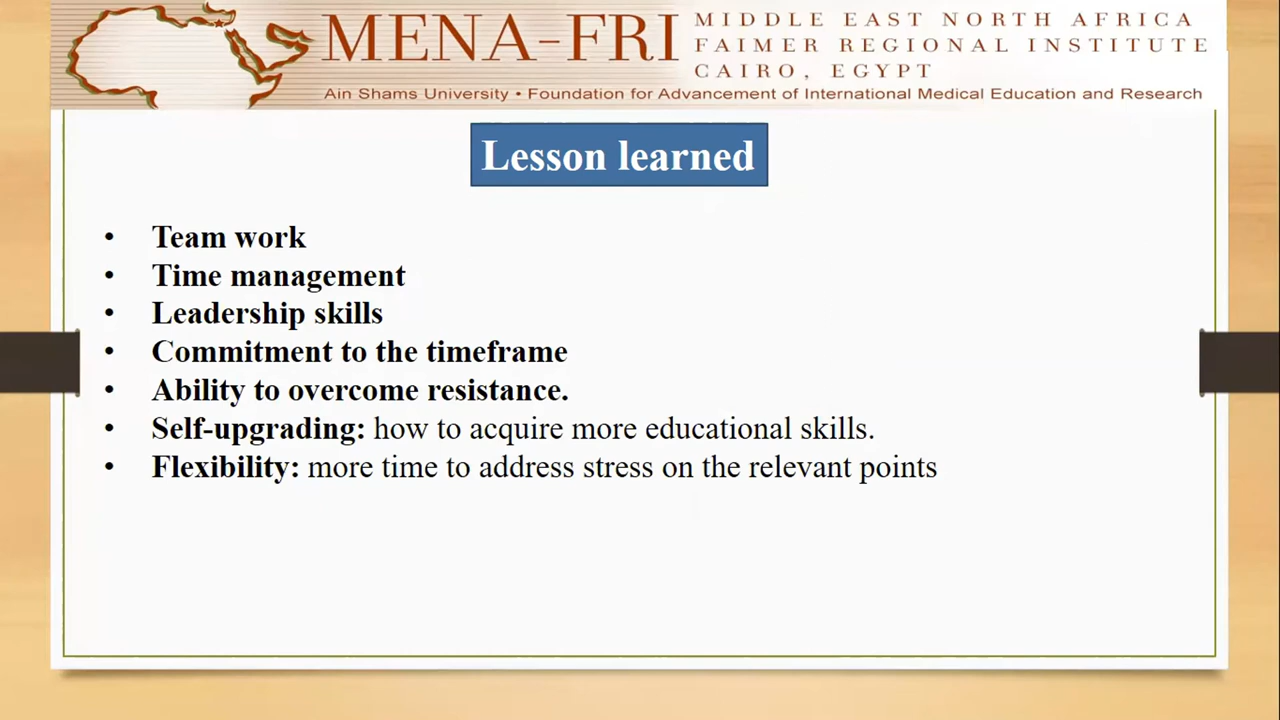 MENA-FRI
MIDDLE EAST NORTH AFRICA
FAIMER REGIONAL INSTITUTE
CAIRO, EGYPT
Ain Shams University • Foundation for Advancement of International Medical Education and Research
Lesson learned
• Team work
• Time management
• Leadership skills
• Commitment to the timeframe
• Ability to overcome resistance.
• Self-upgrading: how to acquire more educational skills.
• Flexibility: more time to address stress on the relevant points